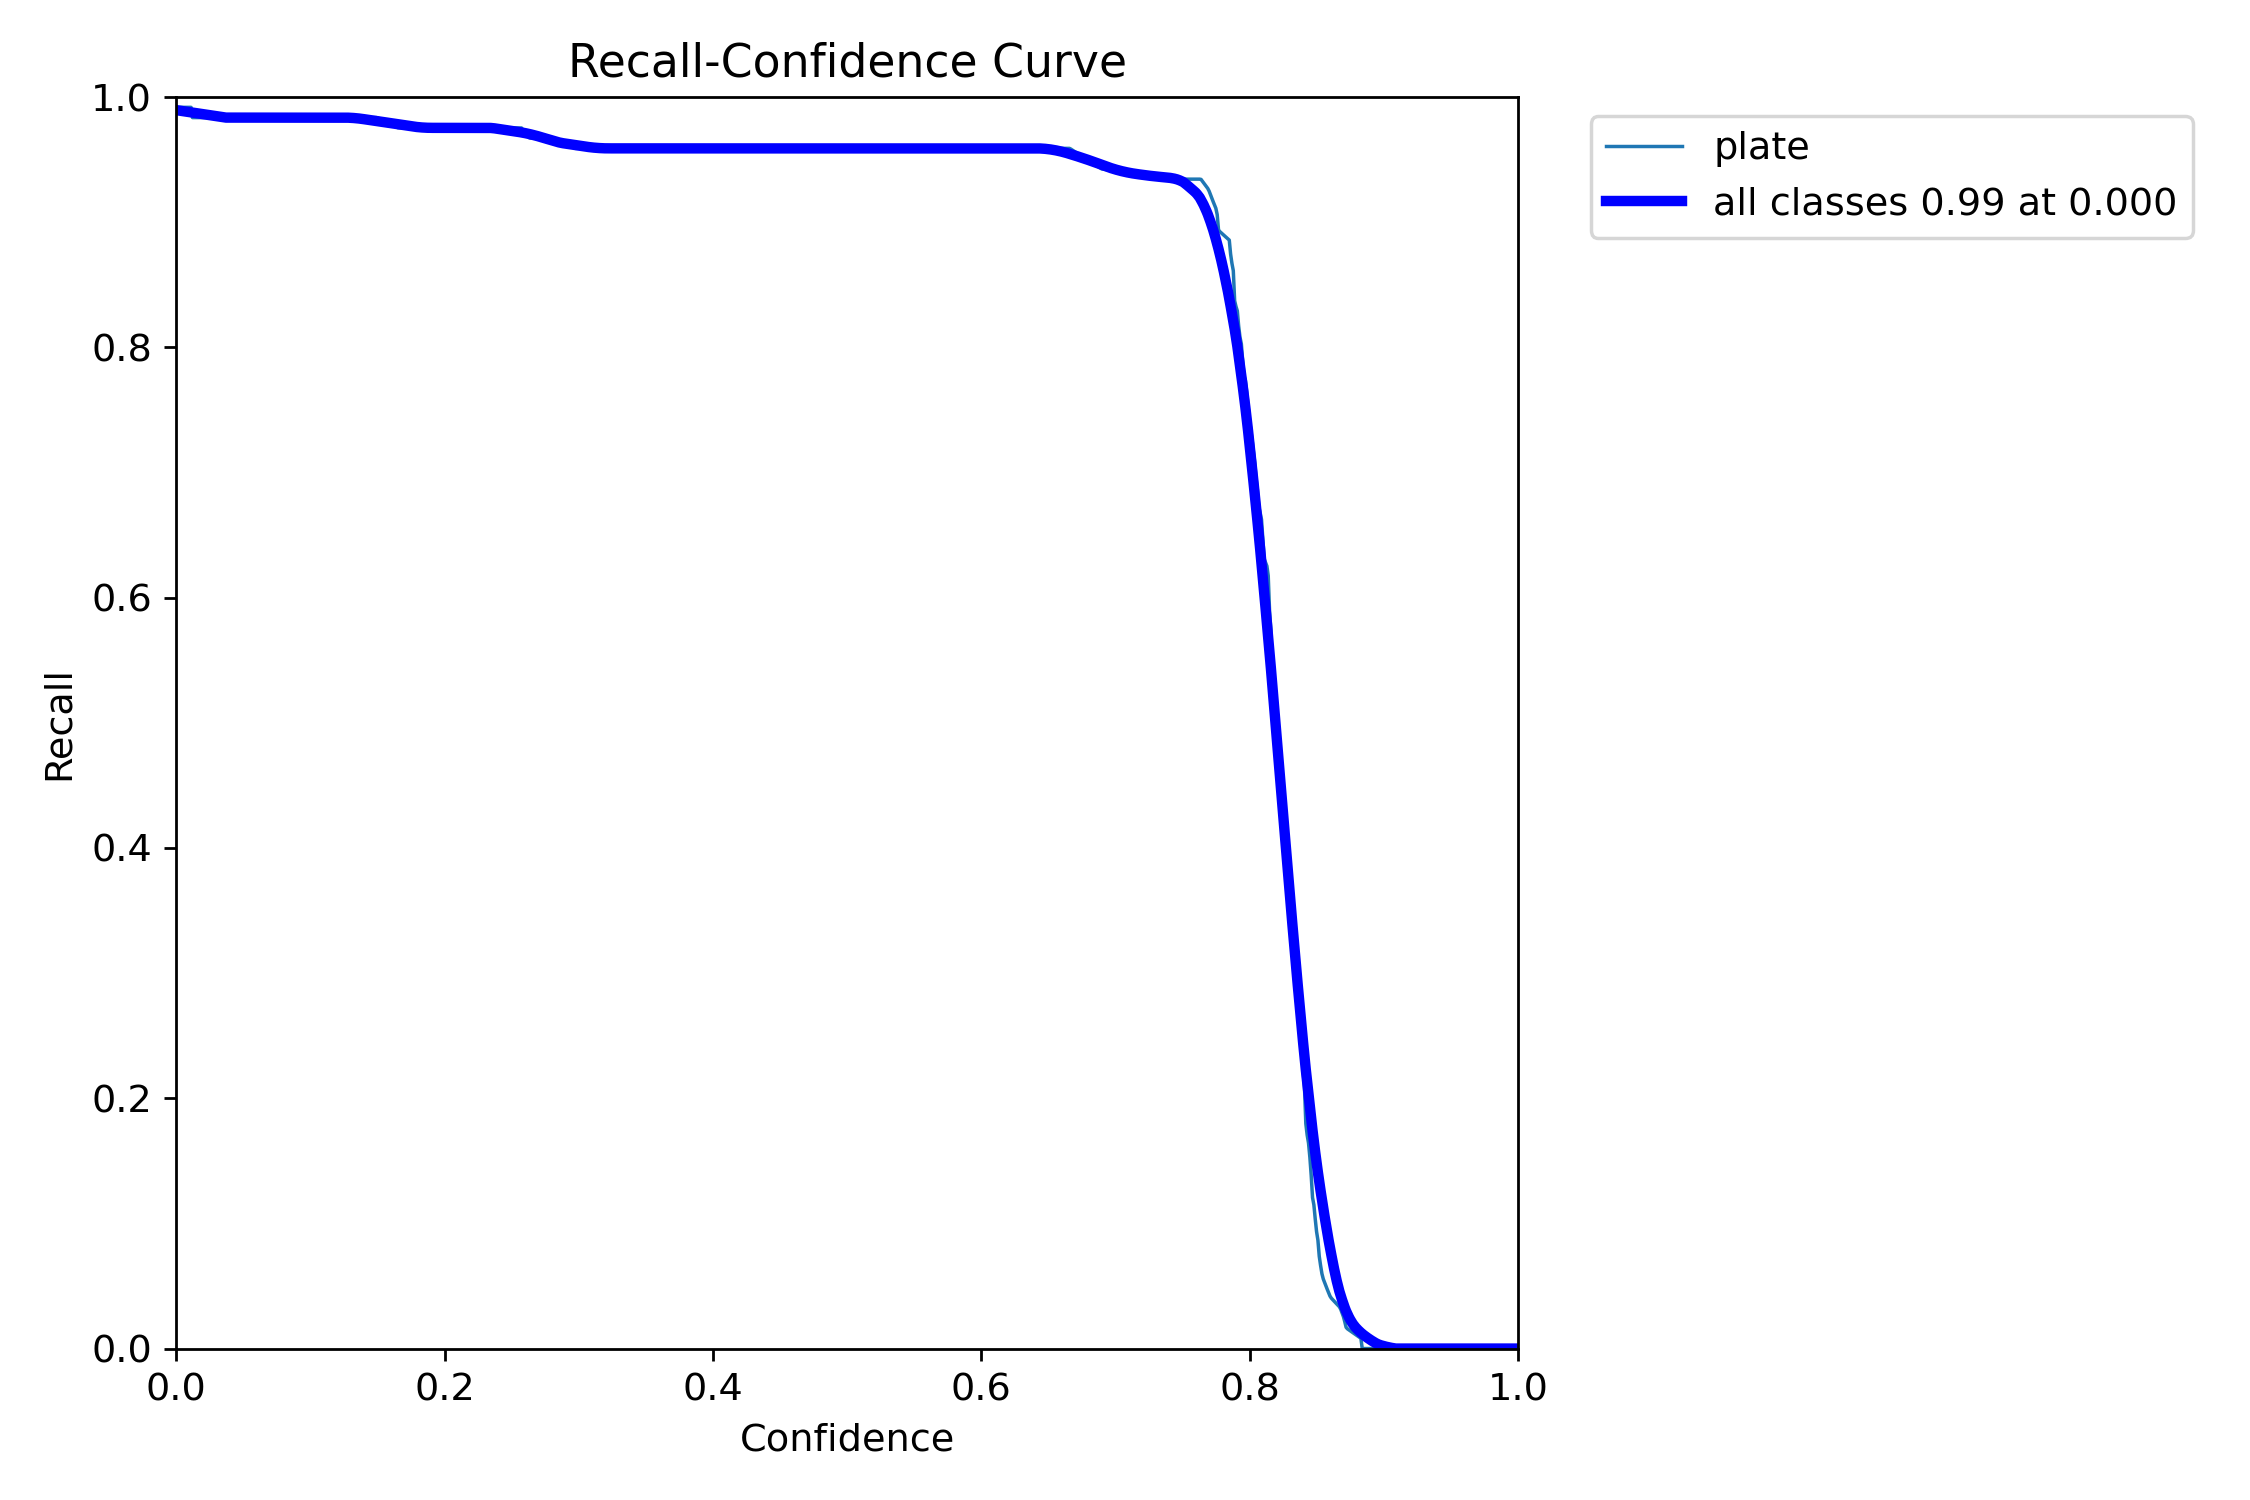 Recall-Confidence Curve
1.0
0.8
0.6
0.4
0.2
0.0
Recall
0.0 0.2 0.4 0.6 0.8 1.0
Confidence
plate
all classes 0.99 at 0.000